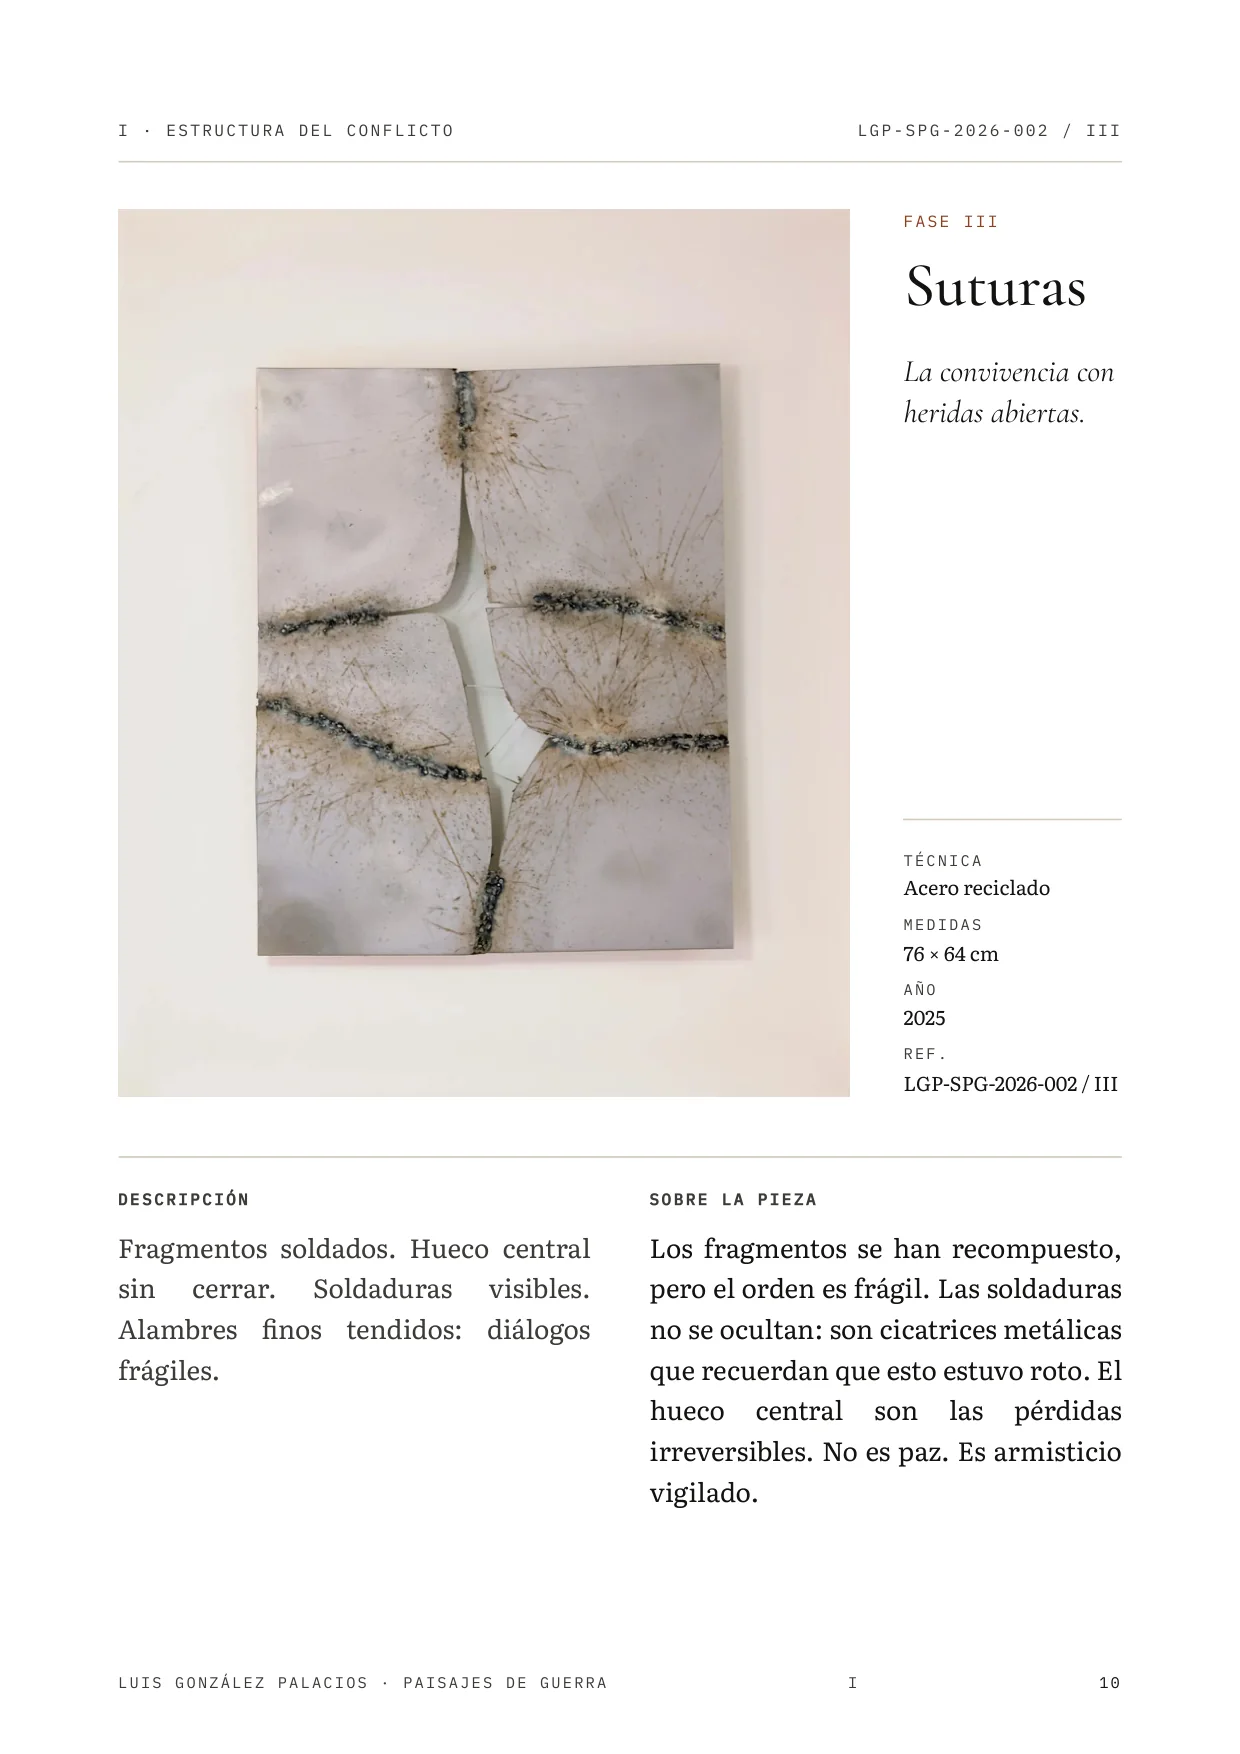 I · ESTRUCTURA DEL CONFLICTO
LGP-SPG-2026-002 / III
FASE III
Suturas
La convivencia con
heridas abiertas.
TÉCNICA
Acero reciclado
MEDIDAS
76 × 64 cm
AÑO
2025
REF.
LGP-SPG-2026-002 / III
DESCRIPCIÓN
Fragmentos soldados. Hueco central
sin cerrar. Soldaduras visibles.
Alambres finos tendidos: diálogos
frágiles.
SOBRE LA PIEZA
Los fragmentos se han recompuesto,
pero el orden es frágil. Las soldaduras
no se ocultan: son cicatrices metálicas
que recuerdan que esto estuvo roto. El
hueco central son las pérdidas
irreversibles. No es paz. Es armisticio
vigilado.
LUIS GONZÁLEZ PALACIOS · PAISAJES DE GUERRA
I
10